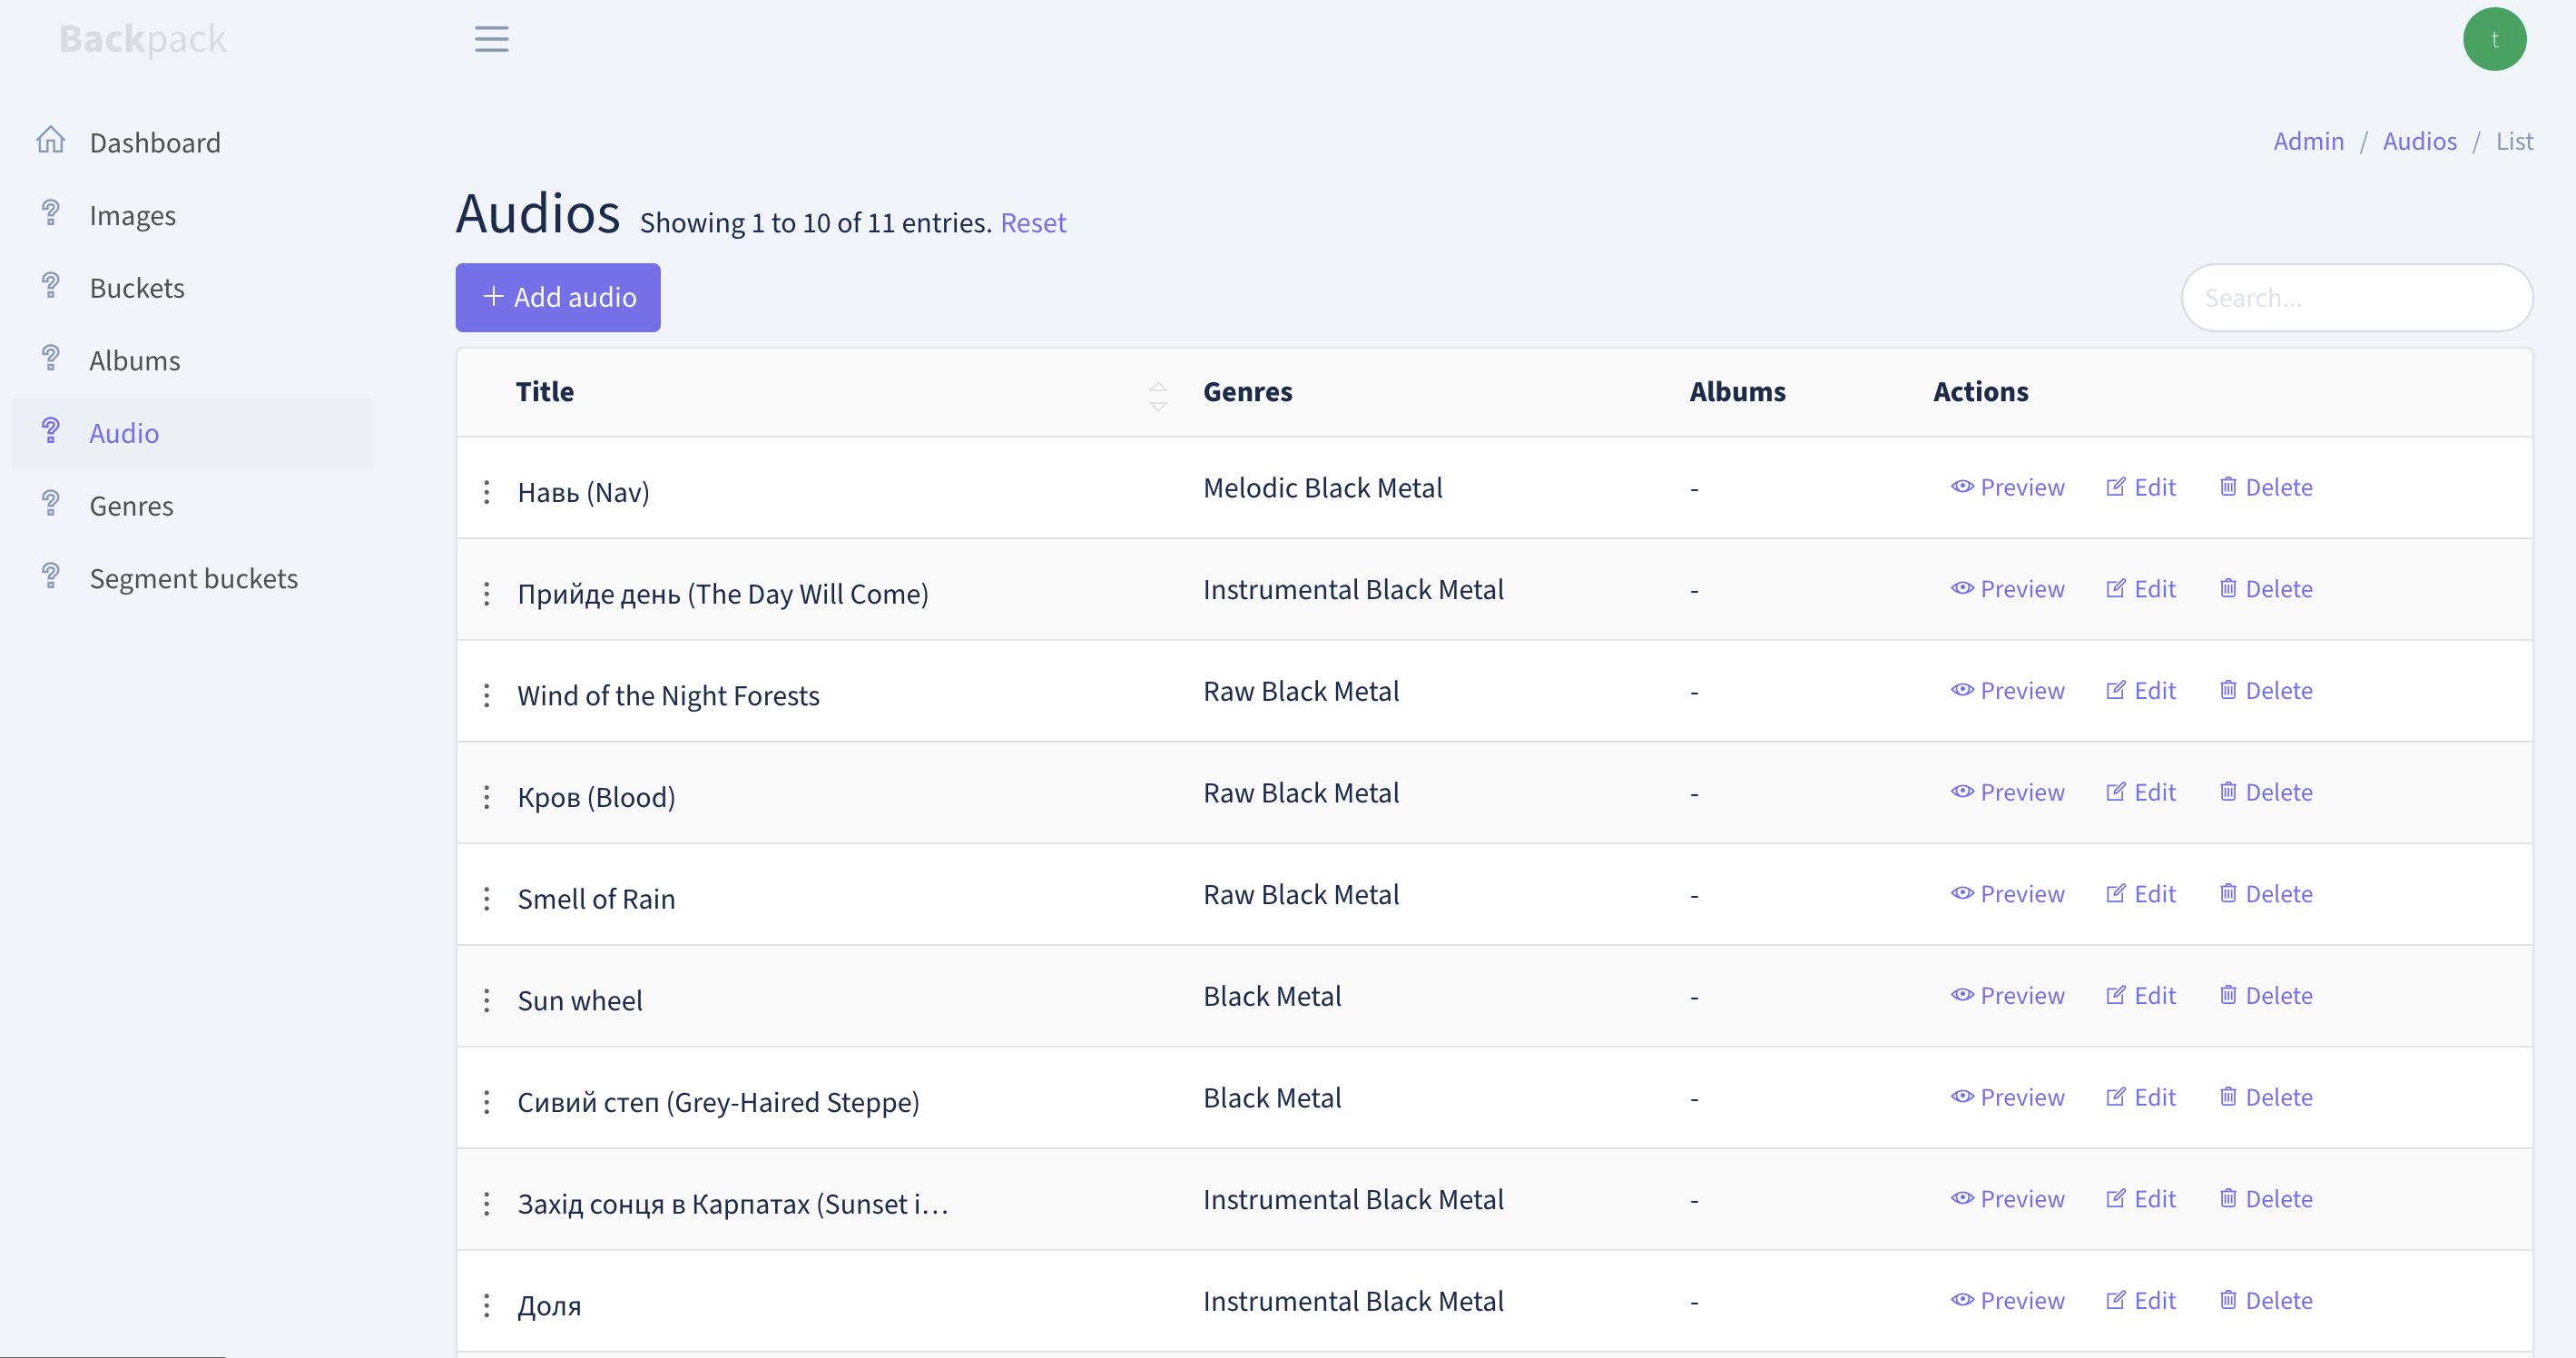 Backpack
t
Dashboard
Images
Buckets
Albums
Audio
Genres
Segment buckets
Admin / Audios / List
Audios Showing 1 to 10 of 11 entries. Reset
Add audio
Search...
Title Genres Albums Actions
Навь (Nav) Melodic Black Metal - Preview Edit Delete
Прийде день (The Day Will Come) Instrumental Black Metal - Preview Edit Delete
Wind of the Night Forests Raw Black Metal - Preview Edit Delete
Кров (Blood) Raw Black Metal - Preview Edit Delete
Smell of Rain Raw Black Metal - Preview Edit Delete
Sun wheel Black Metal - Preview Edit Delete
Сивий степ (Grey-Haired Steppe) Black Metal - Preview Edit Delete
Захід сонця в Карпатах (Sunset i… Instrumental Black Metal - Preview Edit Delete
Доля Instrumental Black Metal - Preview Edit Delete